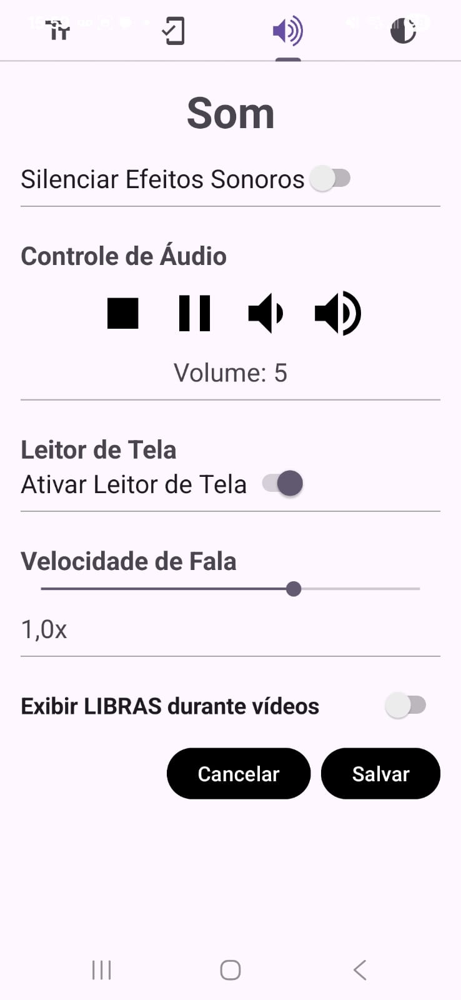 Som
Silenciar Efeitos Sonoros
Controle de Áudio
Volume: 5
Leitor de Tela
Ativar Leitor de Tela
Velocidade de Fala
1,0x
Exibir LIBRAS durante vídeos
Cancelar Salvar